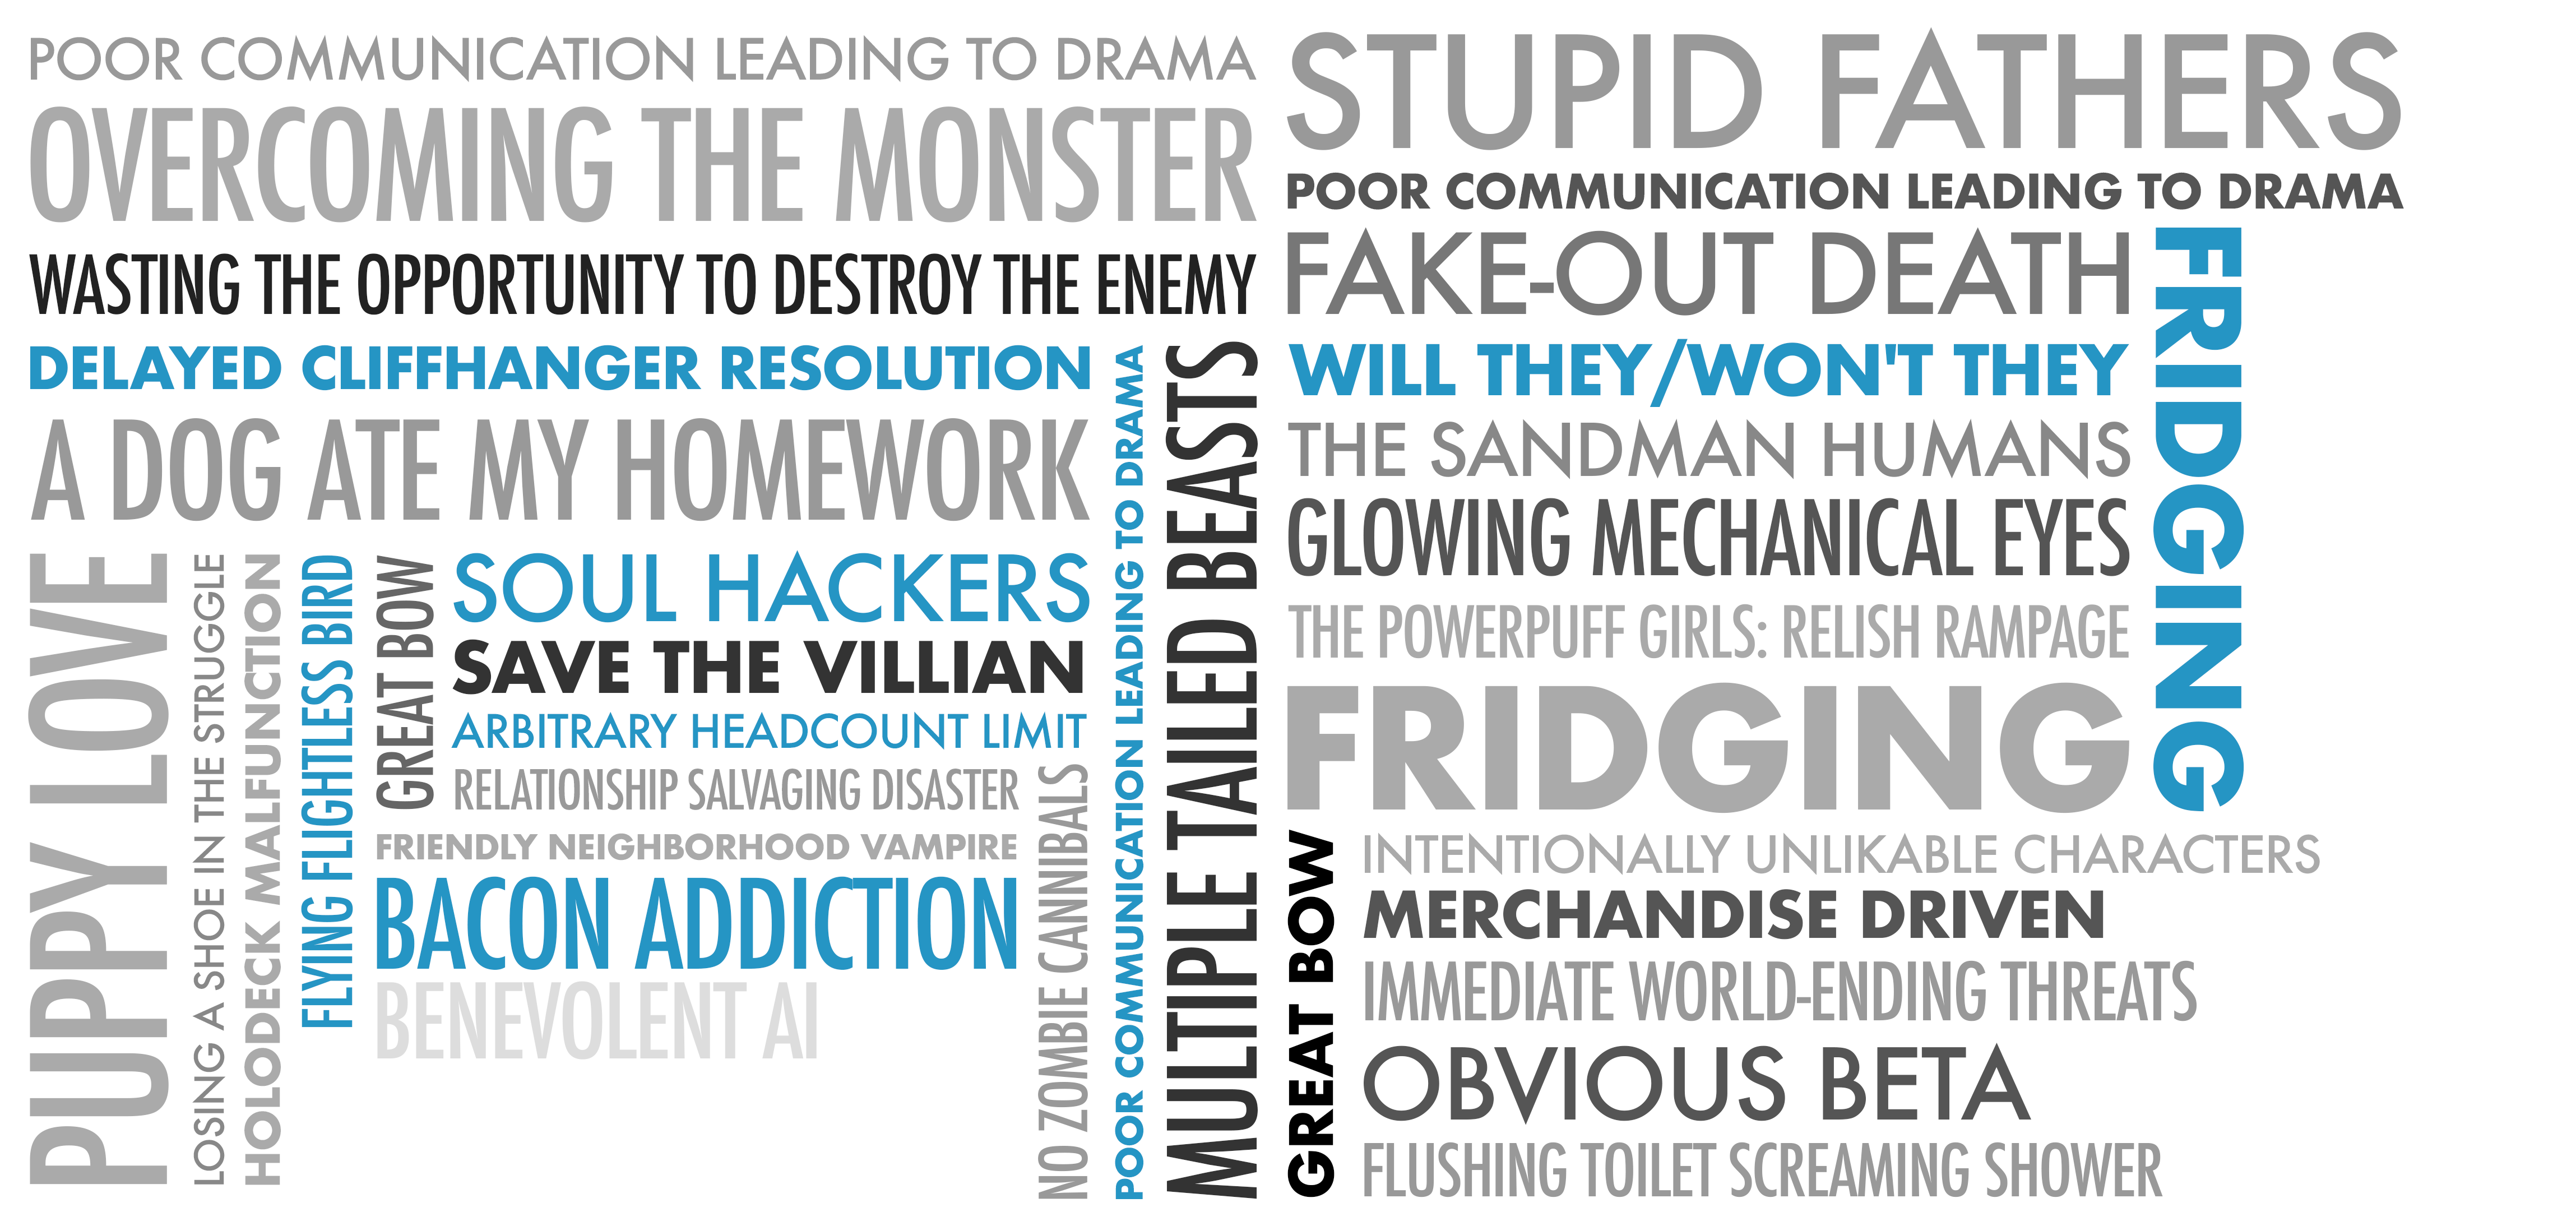 POOR COMMUNICATION LEADING TO DRAMA
OVERCOMING THE MONSTER
WASTING THE OPPORTUNITY TO DESTROY THE ENEMY
DELAYED CLIFFHANGER RESOLUTION
A DOG ATE MY HOMEWORK
PUPPY LOVE
LOSING A SHOE IN THE STRUGGLE
HOLODECK MALFUNCTION
FLYING FLIGHTLESS BIRD
GREAT BOW
SOUL HACKERS
SAVE THE VILLIAN
ARBITRARY HEADCOUNT LIMIT
RELATIONSHIP SALVAGING DISASTER
FRIENDLY NEIGHBORHOOD VAMPIRE
BACON ADDICTION
BENEVOLENT AI
NO ZOMBIE CANNIBALS
POOR COMMUNICATION LEADING TO DRAMA
MULTIPLE TAILED BEASTS
STUPID FATHERS
POOR COMMUNICATION LEADING TO DRAMA
FAKE-OUT DEATH
WILL THEY/WON'T THEY
THE SANDMAN HUMANS
GLOWING MECHANICAL EYES
THE POWERPUFF GIRLS: RELISH RAMPAGE
FRIDGING
FRIDGING
GREAT BOW
INTENTIONALLY UNLIKABLE CHARACTERS
MERCHANDISE DRIVEN
IMMEDIATE WORLD-ENDING THREATS
OBVIOUS BETA
FLUSHING TOILET SCREAMING SHOWER